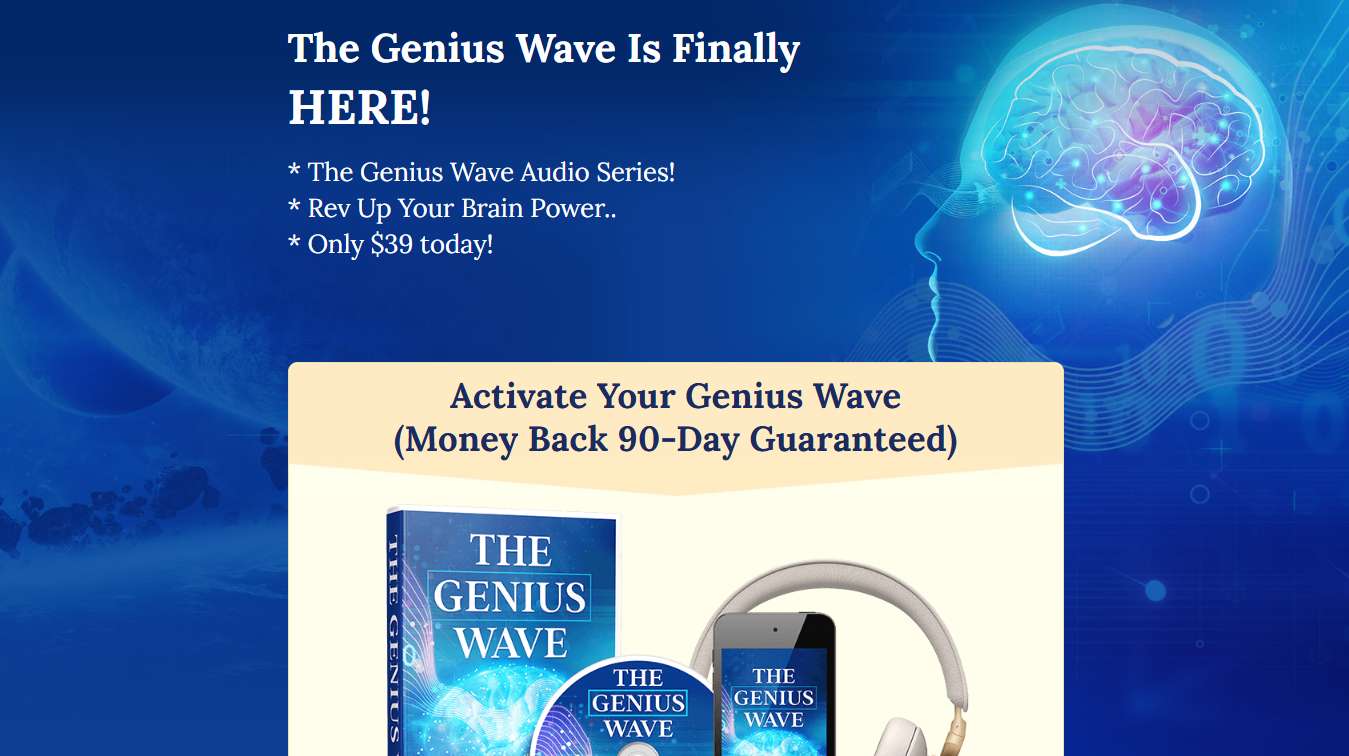 The Genius Wave Is Finally
HERE!
* The Genius Wave Audio Series!
* Rev Up Your Brain Power..
* Only $39 today!
Activate Your Genius Wave
(Money Back 90-Day Guaranteed)
THE
GENIUS
WAVE
THE GENIUS
THE
GENIUS
WAVE
THE
GENIUS
WAVE